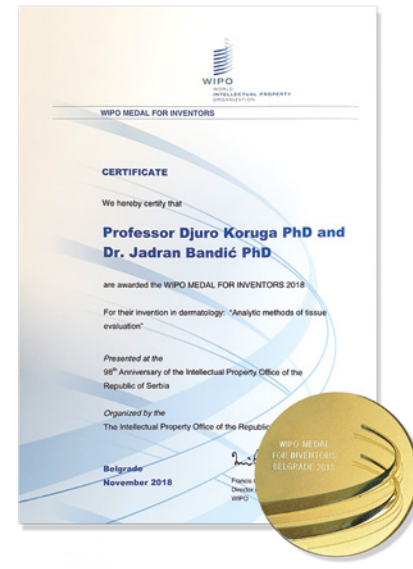 WIPO
WORLD
INTELLECTUAL PROPERTY
ORGANIZATION
WIPO MEDAL FOR INVENTORS
CERTIFICATE
We hereby certify that
Professor Djuro Koruga PhD and
Dr. Jadran Bandić PhD
are awarded the WIPO MEDAL FOR INVENTORS 2018
For their invention in dermatology: "Analytic methods of tissue
evaluation"
Presented at the
98th Anniversary of the Intellectual Property Office of the
Republic of Serbia
Organized by the
The Intellectual Property Office of the Republic
Belgrade
November 2018
Francis
Director
WIPO
WIPO MEDAL
FOR INVENTORS
BELGRADE 2018